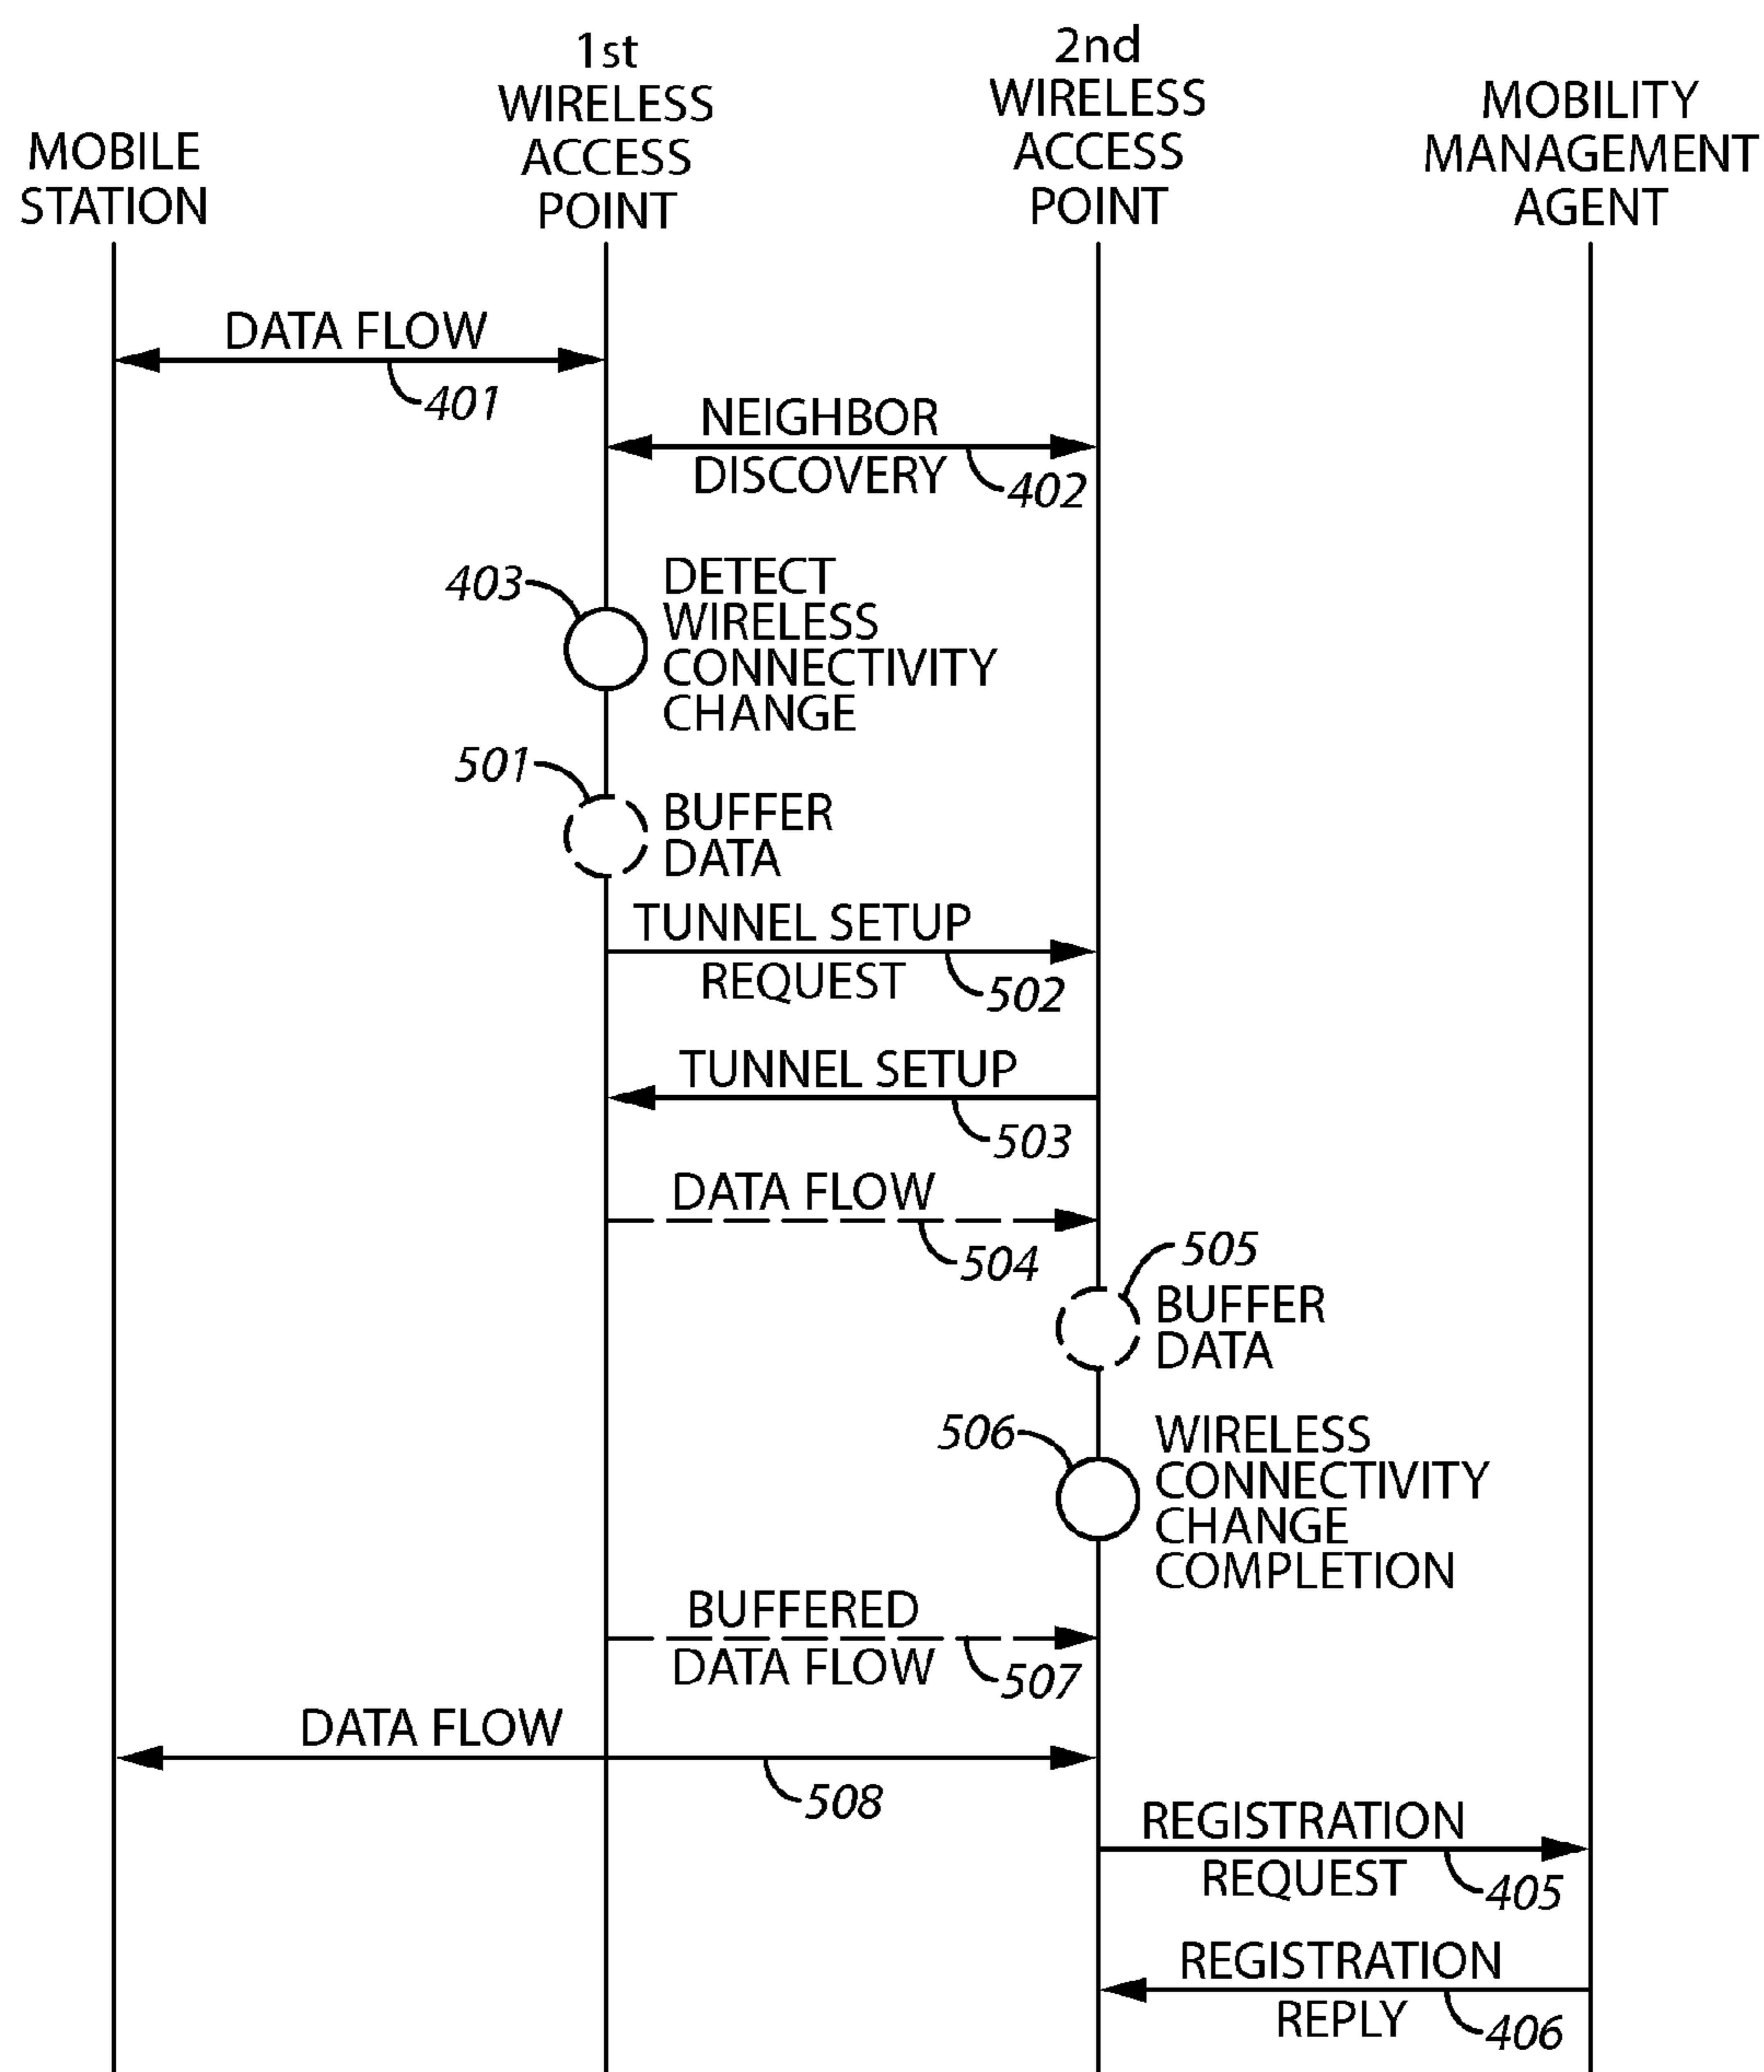 1st
WIRELESS
ACCESS
POINT
2nd
WIRELESS
ACCESS
POINT
MOBILITY
MANAGEMENT
AGENT
MOBILE
STATION
DATA FLOW
401
NEIGHBOR
DISCOVERY
402
403
DETECT
WIRELESS
CONNECTIVITY
CHANGE
501
BUFFER
DATA
TUNNEL SETUP
REQUEST
502
TUNNEL SETUP
503
DATA FLOW
504
505
BUFFER
DATA
506
WIRELESS
CONNECTIVITY
CHANGE
COMPLETION
BUFFERED
DATA FLOW
507
DATA FLOW
508
REGISTRATION
REQUEST
405
REGISTRATION
REPLY
406